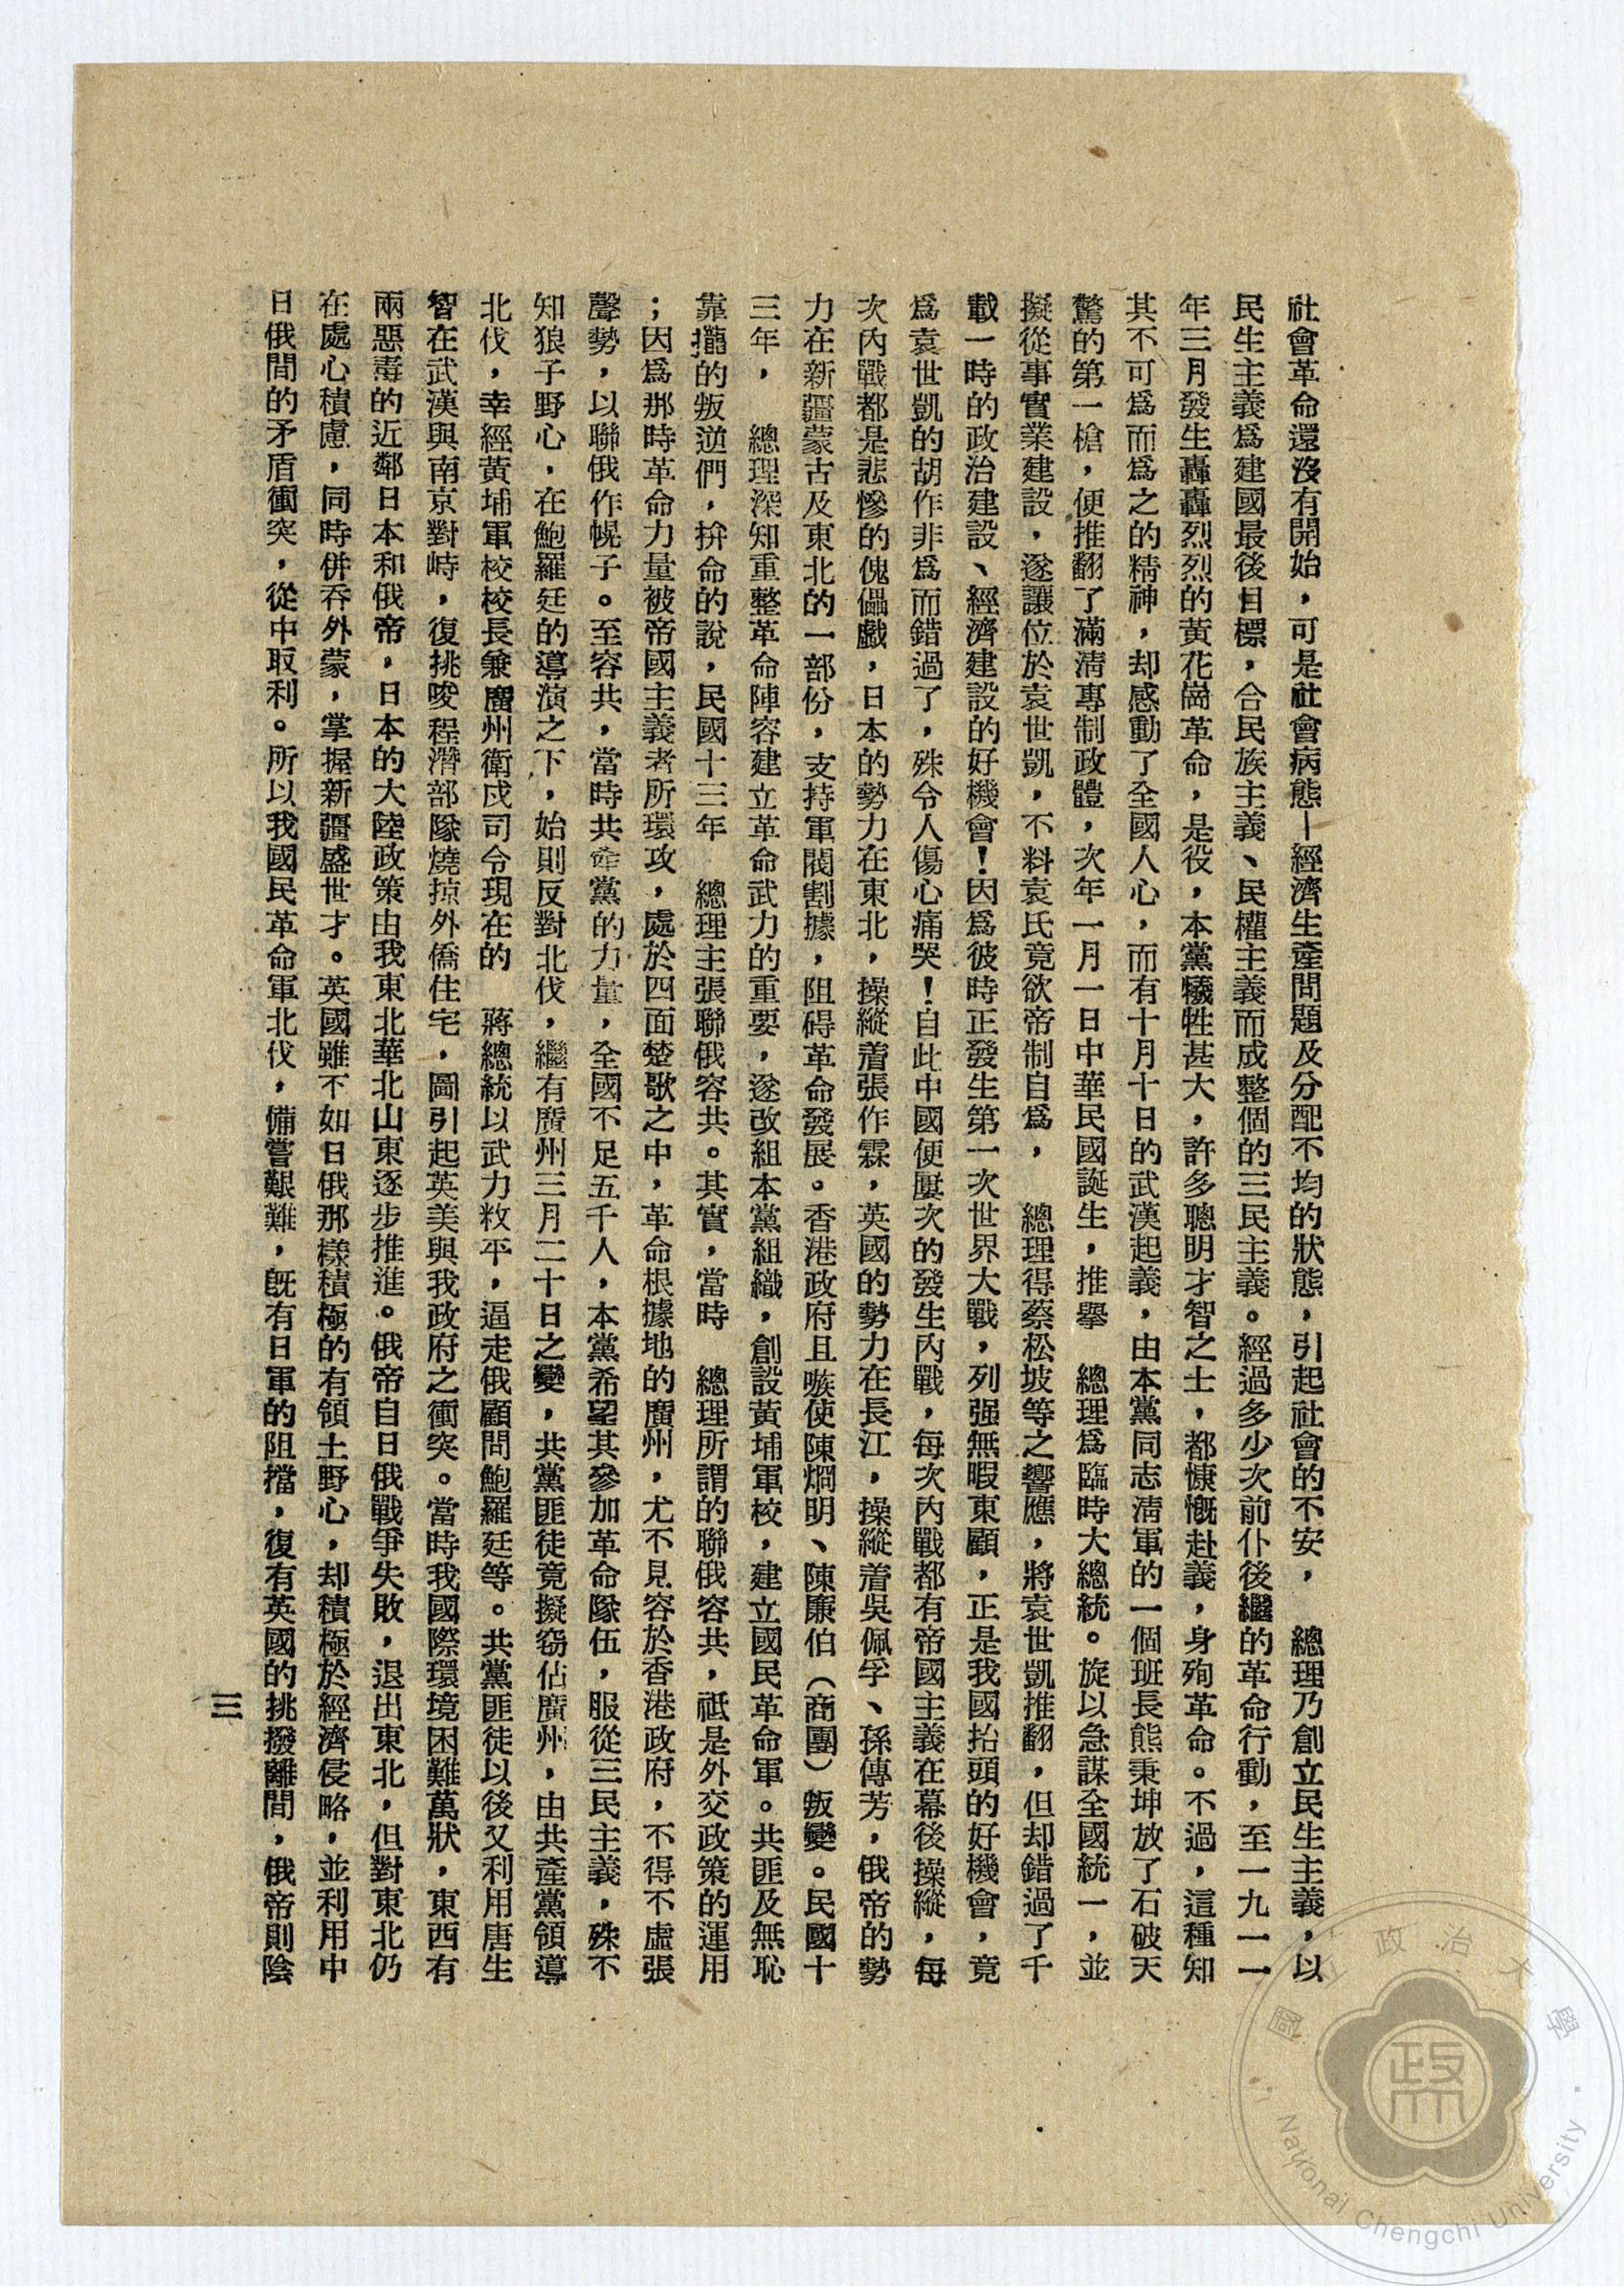 社會革命還沒有開始，可是社會病態—經濟生產問題及分配不均的狀態，引起社會的不安，　總理乃創立民生主義，以
民生主義爲建國最後目標，合民族主義、民權主義而成整個的三民主義。經過多少次前仆後繼的革命行動，至一九一一
年三月發生轟轟烈烈的黃花崗革命，是役，本黨犧牲甚大，許多聰明才智之士，都慷慨赴義，身殉革命。不過，這種知
其不可爲而爲之的精神，却感動了全國人心，而有十月十日的武漢起義，由本黨同志淸軍的一個班長熊秉坤放了石破天
驚的第一槍，便推翻了滿淸專制政體，次年一月一日中華民國誕生，推舉　總理爲臨時大總統。旋以急謀全國統一，並
擬從事實業建設，遂讓位於袁世凱，不料袁氏竟欲帝制自爲，　總理得蔡松坡等之響應，將袁世凱推翻，但却錯過了千
載一時的政治建設、經濟建設的好機會！因爲彼時正發生第一次世界大戰，列强無暇東顧，正是我國抬頭的好機會，竟
爲袁世凱的胡作非爲而錯過了，殊令人傷心痛哭！自此中國便屢次的發生內戰，每次內戰都有帝國主義在幕後操縱，每
次內戰都是悲慘的傀儡戲，日本的勢力在東北，操縱着張作霖，英國的勢力在長江，操縱着吳佩孚、孫傳芳，俄帝的勢
力在新疆蒙古及東北的一部份，支持軍閥割據，阻碍革命發展。香港政府且嗾使陳烱明、陳廉伯（商團）叛變。民國十
三年，　總理深知重整革命陣容建立革命武力的重要，遂改組本黨組織，創設黃埔軍校，建立國民革命軍。共匪及無恥
靠攏的叛逆們，拚命的說，民國十三年　總理主張聯俄容共。其實，當時　總理所謂的聯俄容共，祗是外交政策的運用
；因爲那時革命力量被帝國主義者所環攻，處於四面楚歌之中，革命根據地的廣州，尤不見容於香港政府，不得不虛張
聲勢，以聯俄作幌子。至容共，當時共產黨的力量，全國不足五千人，本黨希望其參加革命隊伍，服從三民主義，殊不
知狼子野心，在鮑羅廷的導演之下，始則反對北伐，繼有廣州三月二十日之變，共黨匪徒竟擬窃佔廣州，由共產黨領導
北伐，幸經黃埔軍校校長兼廣州衛戍司令現在的　蔣總統以武力敉平，逼走俄顧問鮑羅廷等。共黨匪徒以後又利用唐生
智在武漢與南京對峙，復挑唆程潛部隊燒掠外僑住宅，圖引起英美與我政府之衝突。當時我國際環境困難萬狀，東西有
兩惡毒的近鄰日本和俄帝，日本的大陸政策由我東北華北山東逐步推進。俄帝自日俄戰爭失敗，退出東北，但對東北仍
在處心積慮，同時併吞外蒙，掌握新疆盛世才。英國雖不如日俄那樣積極的有領土野心，却積極於經濟侵略，並利用中
日俄間的矛盾衝突，從中取利。所以我國民革命軍北伐，備嘗艱難，旣有日軍的阻擋，復有英國的挑撥離間，俄帝則陰
三
國立政治大學
National Chengchi University